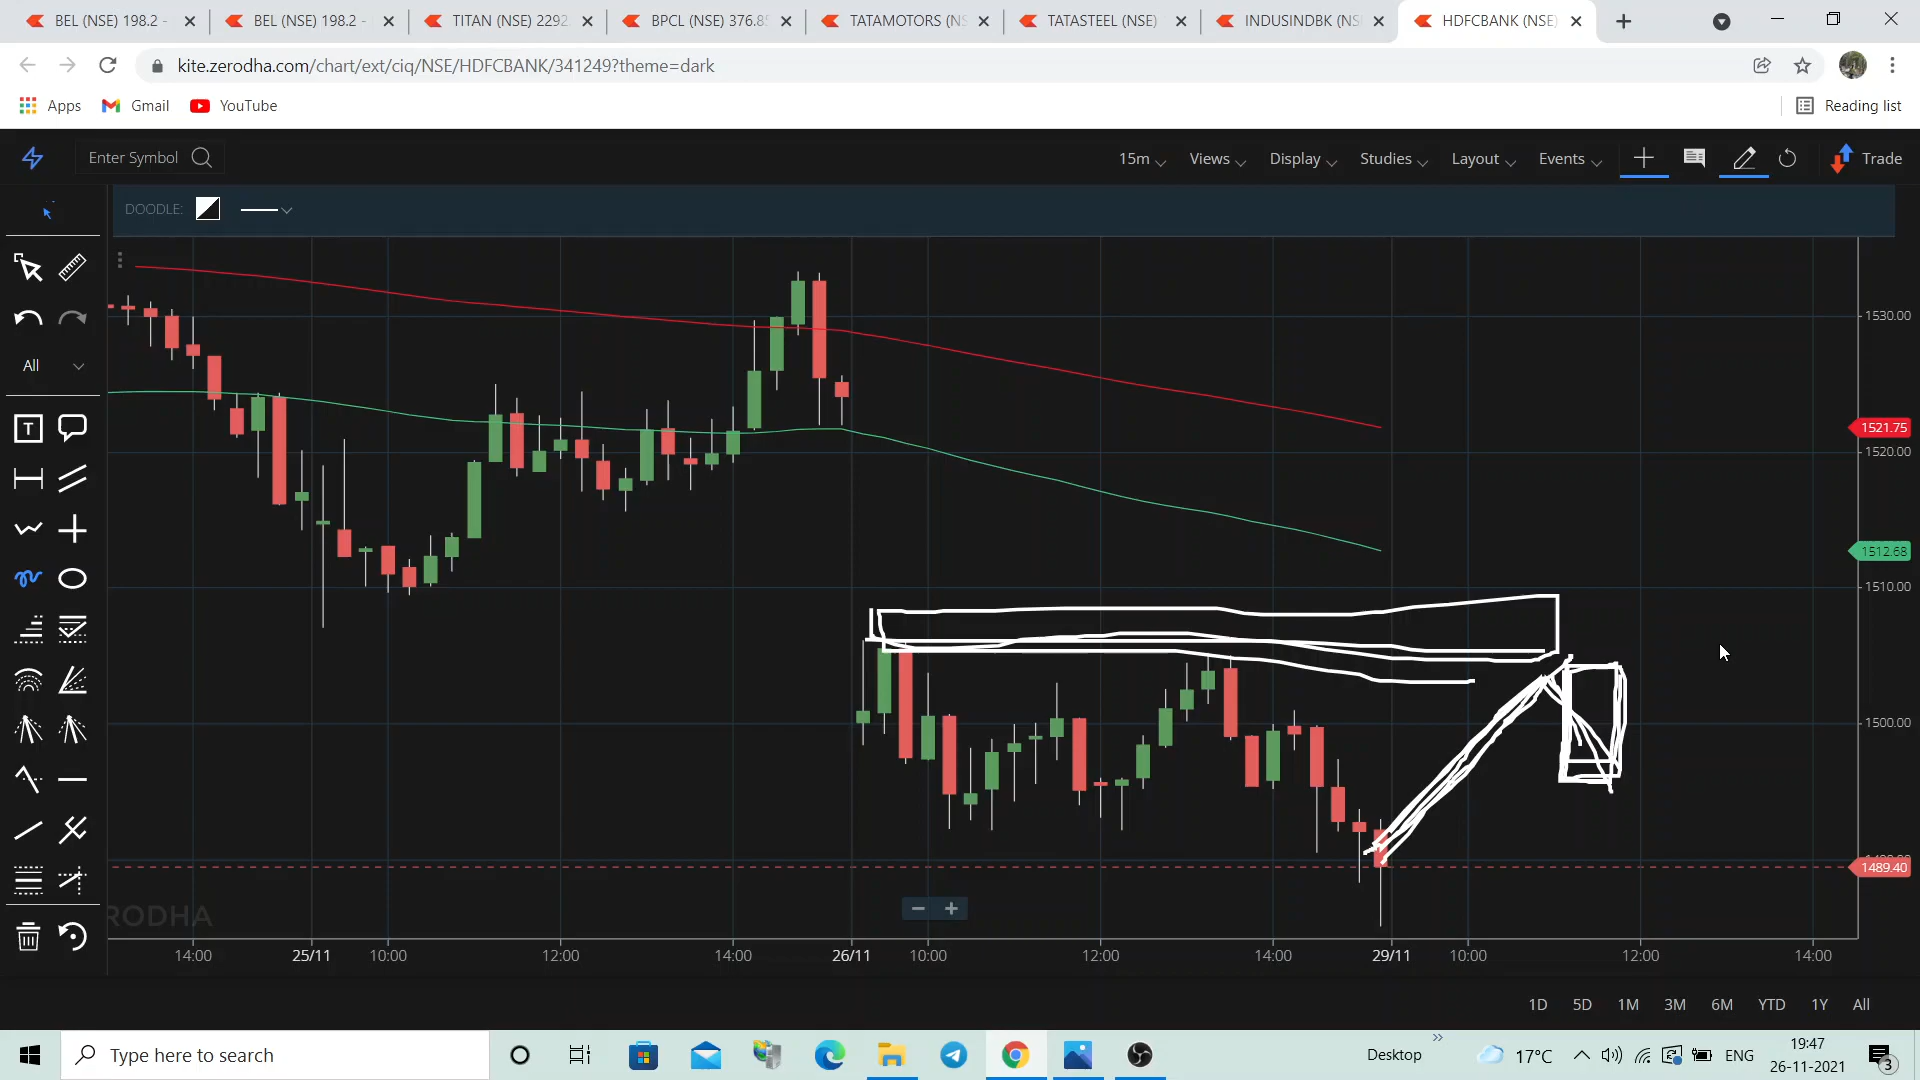 BEL (NSE) 198.2 -
BEL (NSE) 198.2 -
TITAN (NSE) 2292
BPCL (NSE) 376.85
TATAMOTORS (NS
TATASTEEL (NSE)
INDUSINDBK (NS
HDFCBANK (NSE)
kite.zerodha.com/chart/ext/ciq/NSE/HDFCBANK/341249?theme=dark
Apps
Gmail
YouTube
Reading list
Enter Symbol
15m
Views
Display
Studies
Layout
Events
Trade
DOODLE:
All
T
1530.00
1521.75
1520.00
1512.68
1510.00
1500.00
1489.40
RODHA
14:00
25/11
10:00
12:00
14:00
26/11
10:00
12:00
14:00
29/11
10:00
12:00
14:00
1D
5D
1M
3M
6M
YTD
1Y
All
Type here to search
Desktop
17°C
ENG
19:47
26-11-2021
3